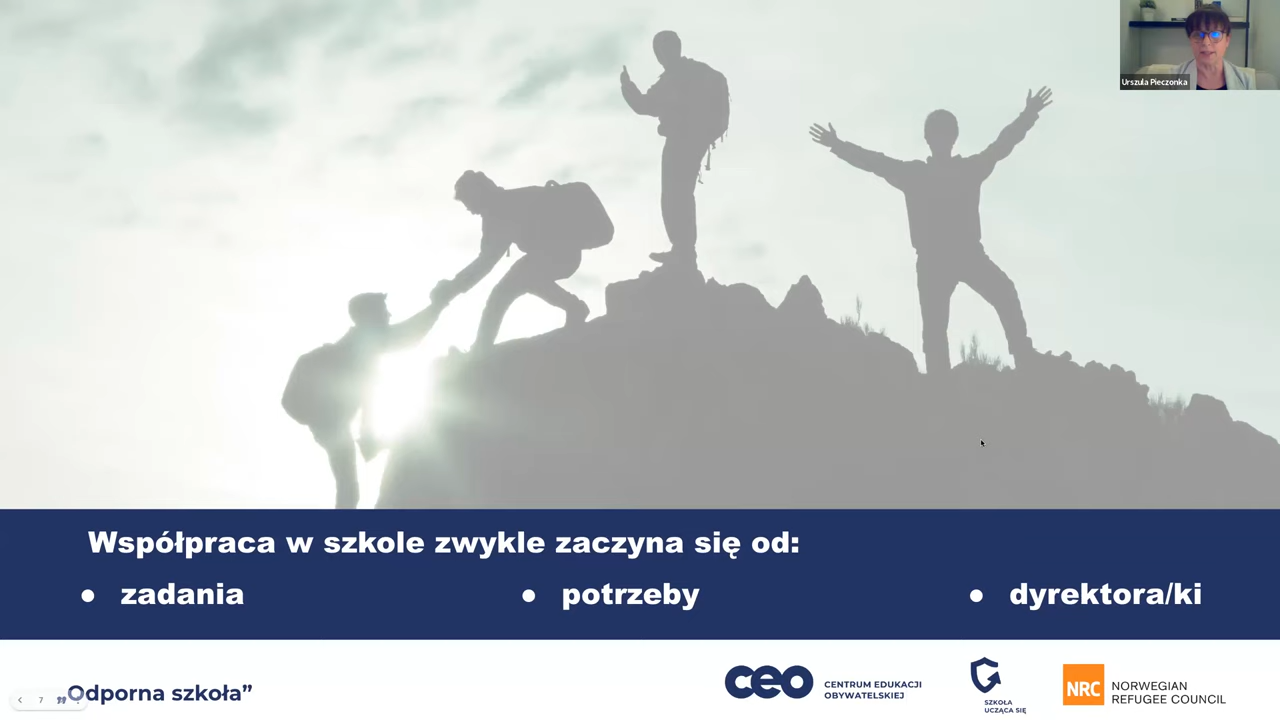 Urszula Pieczonka
Współpraca w szkole zwykle zaczyna się od:
● zadania
● potrzeby
● dyrektora/ki
7
„Odporna szkoła”
ceo CENTRUM EDUKACJI
OBYWATELSKIEJ
SZKOŁA
UCZĄCA SIĘ
NRC NORWEGIAN
REFUGEE COUNCIL